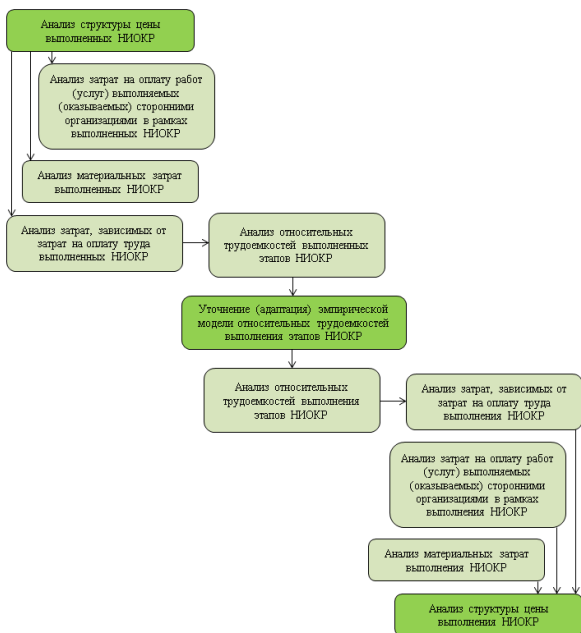 Анализ структуры цены
выполненных НИОКР
Анализ затрат на оплату работ
(услуг) выполняемых
(оказываемых) сторонними
организациями в рамках
выполненных НИОКР
Анализ материальных затрат
выполненных НИОКР
Анализ затрат, зависимых от
затрат на оплату труда
выполненных НИОКР
Анализ относительных
трудоемкостей выполненных
этапов НИОКР
Уточнение (адаптация) эмпирической
модели относительных трудоемкостей
выполнения этапов НИОКР
Анализ относительных
трудоемкостей выполнения
этапов НИОКР
Анализ затрат, зависимых от
затрат на оплату труда
выполнения НИОКР
Анализ затрат на оплату работ
(услуг) выполняемых
(оказываемых) сторонними
организациями в рамках
выполнения НИОКР
Анализ материальных затрат
выполнения НИОКР
Анализ структуры цены
выполнения НИОКР